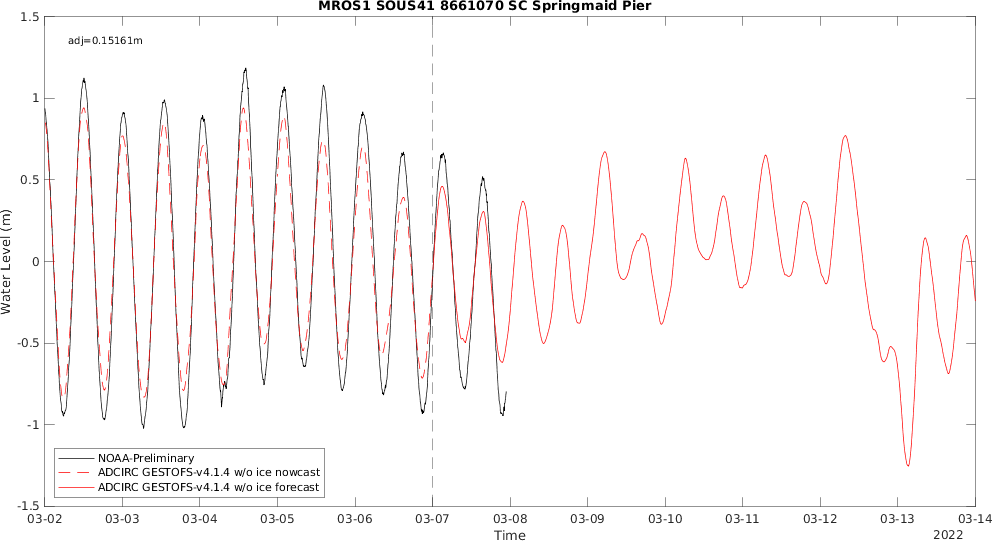 MROS1 SOUS41 8661070 SC Springmaid Pier
adj=0.15161m
1.5
1
0.5
0
-0.5
-1
-1.5
Water Level (m)
NOAA-Preliminary
ADCIRC GESTOFS-v4.1.4 w/o ice nowcast
ADCIRC GESTOFS-v4.1.4 w/o ice forecast
03-02 03-03 03-04 03-05 03-06 03-07 03-08 03-09 03-10 03-11 03-12 03-13 03-14
Time
2022